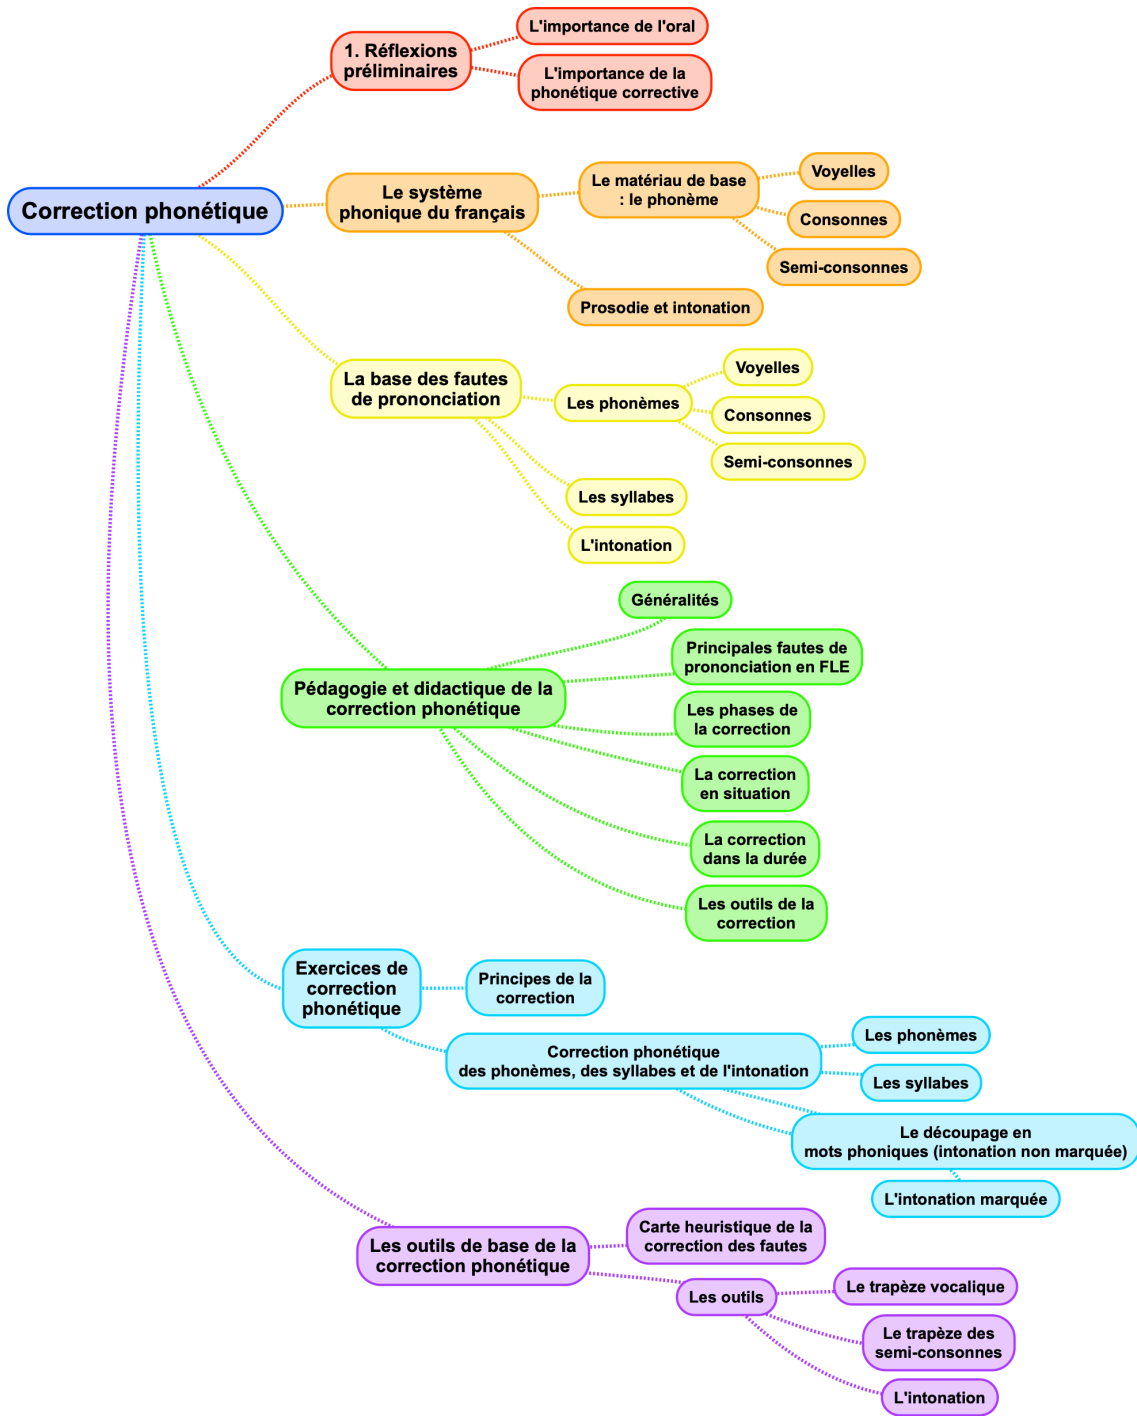 Correction phonétique
1. Réflexions
préliminaires
L'importance de l'oral
L'importance de la
phonétique corrective
Le système
phonique du français
Le matériau de base
: le phonème
Voyelles
Consonnes
Semi-consonnes
Prosodie et intonation
La base des fautes
de prononciation
Les phonèmes
Voyelles
Consonnes
Semi-consonnes
Les syllabes
L'intonation
Pédagogie et didactique de la
correction phonétique
Généralités
Principales fautes de
prononciation en FLE
Les phases de
la correction
La correction
en situation
La correction
dans la durée
Les outils de la
correction
Exercices de
correction
phonétique
Principes de la
correction
Correction phonétique
des phonèmes, des syllabes et de l'intonation
Les phonèmes
Les syllabes
Le découpage en
mots phoniques (intonation non marquée)
L'intonation marquée
Les outils de base de la
correction phonétique
Carte heuristique de la
correction des fautes
Les outils
Le trapèze vocalique
Le trapèze des
semi-consonnes
L'intonation